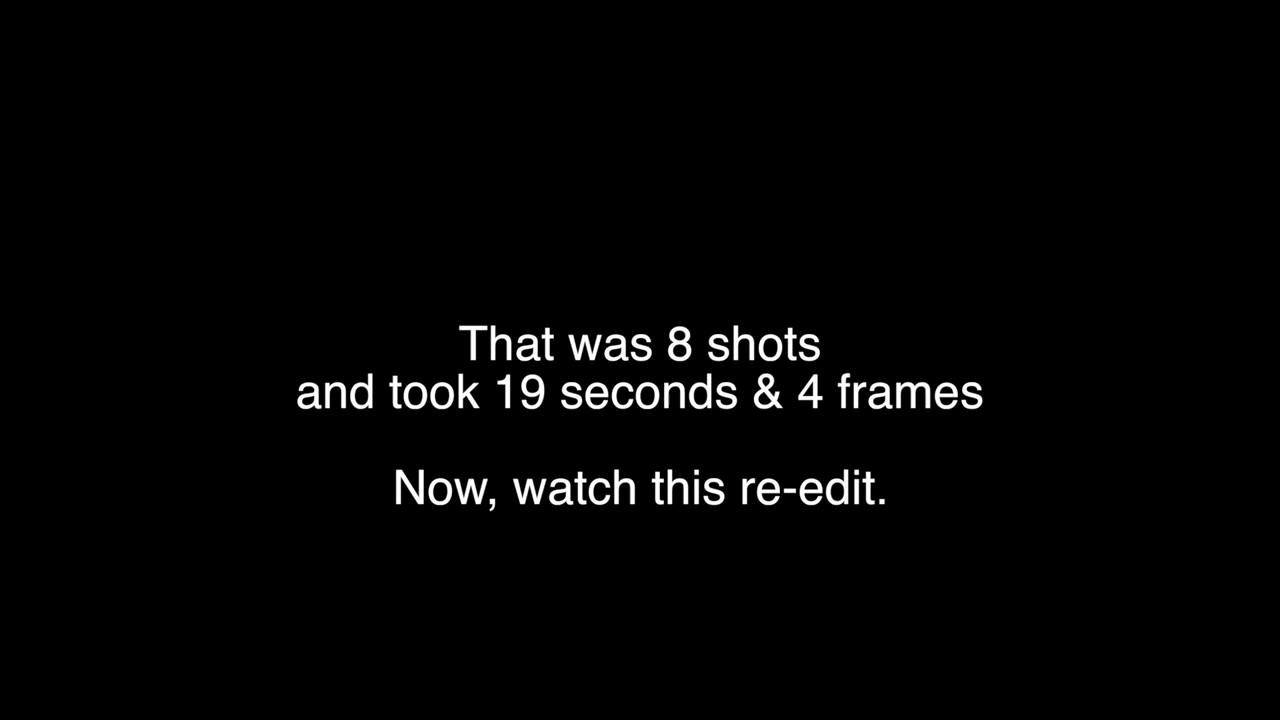 That was 8 shots
and took 19 seconds & 4 frames
Now, watch this re-edit.